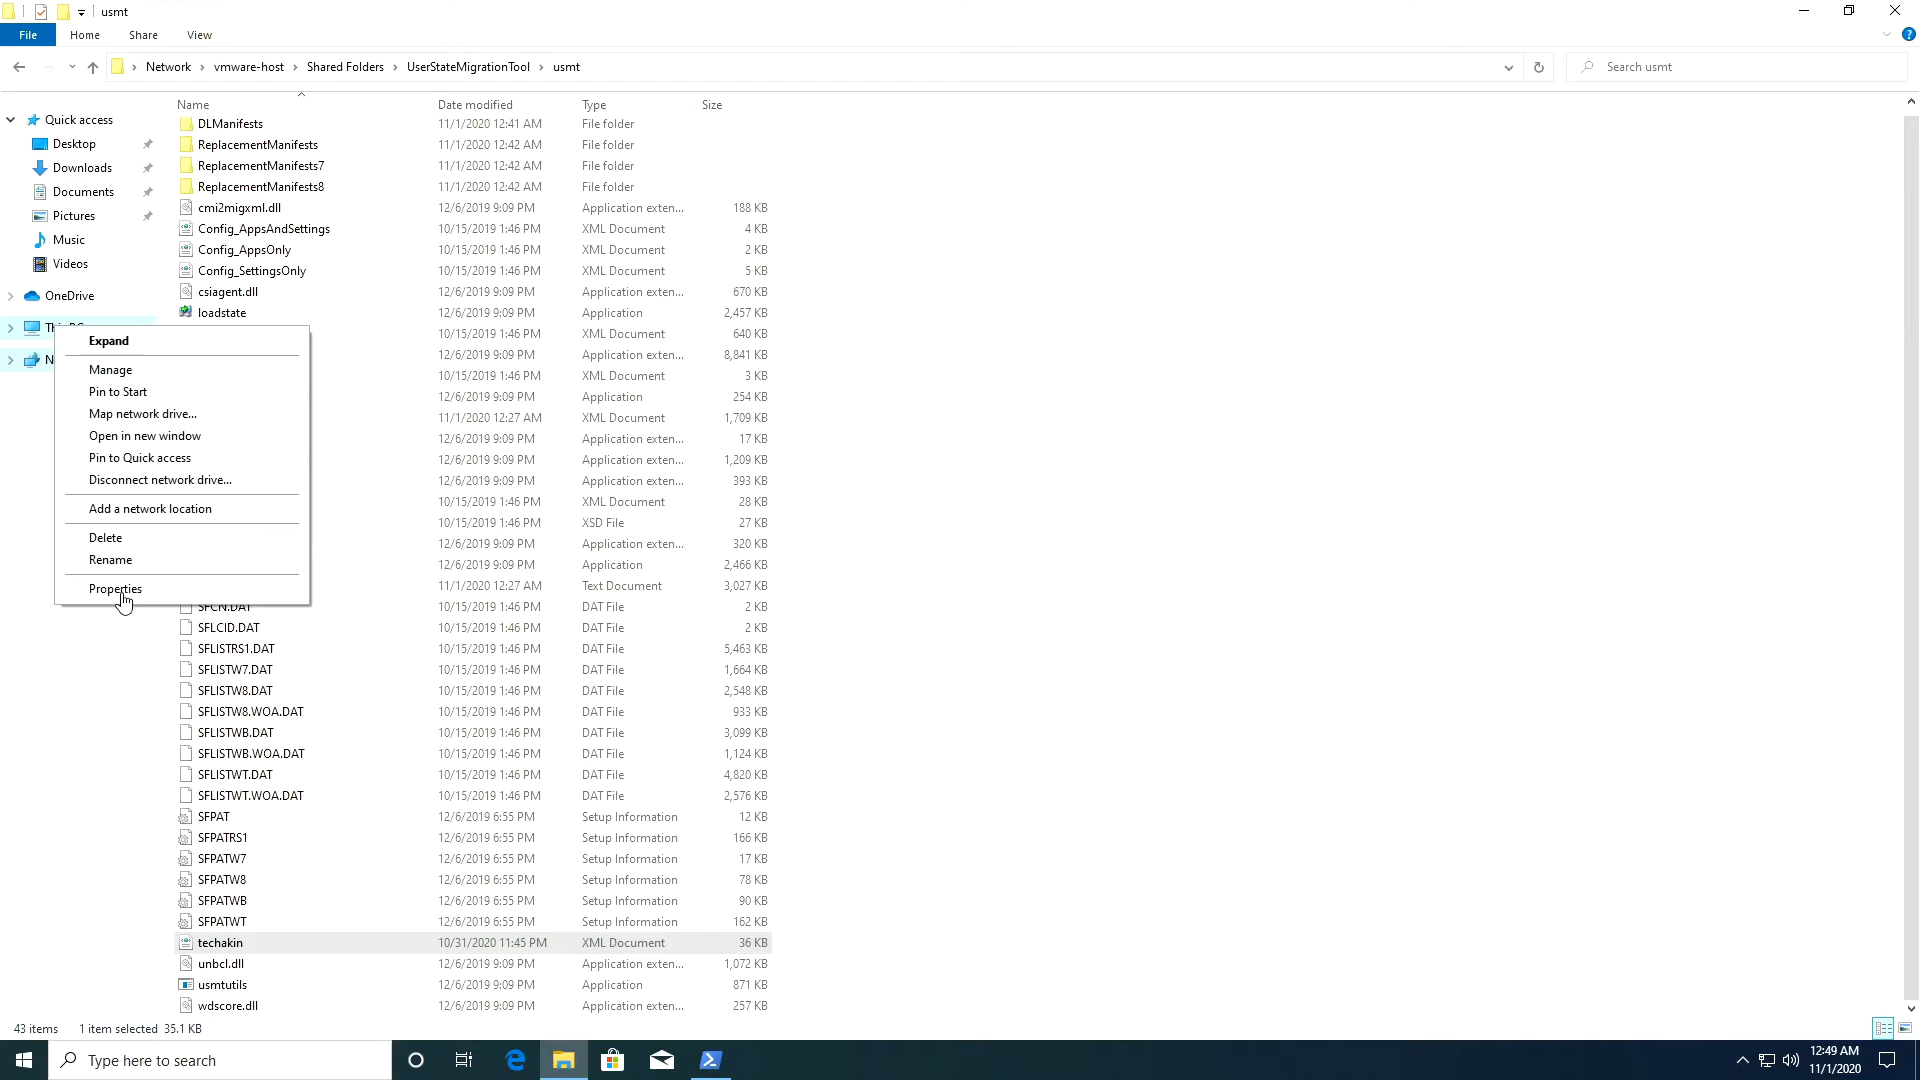 usmt
File Home Share View
Network vmware-host Shared Folders UserStateMigrationTool usmt
Search usmt
Quick access
Desktop
Downloads
Documents
Pictures
Music
Videos
OneDrive
Name Date modified Type Size
DLManifests 11/1/2020 12:41 AM File folder
ReplacementManifests 11/1/2020 12:42 AM File folder
ReplacementManifests7 11/1/2020 12:42 AM File folder
ReplacementManifests8 11/1/2020 12:42 AM File folder
cmi2migxml.dll 12/6/2019 9:09 PM Application exten... 188 KB
Config_AppsAndSettings 10/15/2019 1:46 PM XML Document 4 KB
Config_AppsOnly 10/15/2019 1:46 PM XML Document 2 KB
Config_SettingsOnly 10/15/2019 1:46 PM XML Document 5 KB
csiagent.dll 12/6/2019 9:09 PM Application exten... 670 KB
loadstate 12/6/2019 9:09 PM Application 2,457 KB
10/15/2019 1:46 PM XML Document 640 KB
12/6/2019 9:09 PM Application exten... 8,841 KB
10/15/2019 1:46 PM XML Document 3 KB
12/6/2019 9:09 PM Application 254 KB
11/1/2020 12:27 AM XML Document 1,709 KB
12/6/2019 9:09 PM Application exten... 17 KB
12/6/2019 9:09 PM Application exten... 1,209 KB
12/6/2019 9:09 PM Application exten... 393 KB
10/15/2019 1:46 PM XML Document 28 KB
10/15/2019 1:46 PM XSD File 27 KB
12/6/2019 9:09 PM Application exten... 320 KB
12/6/2019 9:09 PM Application 2,466 KB
11/1/2020 12:27 AM Text Document 3,027 KB
SFCN.DAT 10/15/2019 1:46 PM DAT File 2 KB
SFLCID.DAT 10/15/2019 1:46 PM DAT File 2 KB
SFLISTRS1.DAT 10/15/2019 1:46 PM DAT File 5,463 KB
SFLISTW7.DAT 10/15/2019 1:46 PM DAT File 1,664 KB
SFLISTW8.DAT 10/15/2019 1:46 PM DAT File 2,548 KB
SFLISTW8.WOA.DAT 10/15/2019 1:46 PM DAT File 933 KB
SFLISTWB.DAT 10/15/2019 1:46 PM DAT File 3,099 KB
SFLISTWB.WOA.DAT 10/15/2019 1:46 PM DAT File 1,124 KB
SFLISTWT.DAT 10/15/2019 1:46 PM DAT File 4,820 KB
SFLISTWT.WOA.DAT 10/15/2019 1:46 PM DAT File 2,576 KB
SFPAT 12/6/2019 6:55 PM Setup Information 12 KB
SFPATRS1 12/6/2019 6:55 PM Setup Information 166 KB
SFPATW7 12/6/2019 6:55 PM Setup Information 17 KB
SFPATW8 12/6/2019 6:55 PM Setup Information 78 KB
SFPATWB 12/6/2019 6:55 PM Setup Information 90 KB
SFPATWT 12/6/2019 6:55 PM Setup Information 162 KB
techakin 10/31/2020 11:45 PM XML Document 36 KB
unbcl.dll 12/6/2019 9:09 PM Application exten... 1,072 KB
usmtutils 12/6/2019 9:09 PM Application 871 KB
wdscore.dll 12/6/2019 9:09 PM Application exten... 257 KB
Expand
Manage
Pin to Start
Map network drive...
Open in new window
Pin to Quick access
Disconnect network drive...
Add a network location
Delete
Rename
Properties
43 items 1 item selected 35.1 KB
Type here to search
12:49 AM
11/1/2020